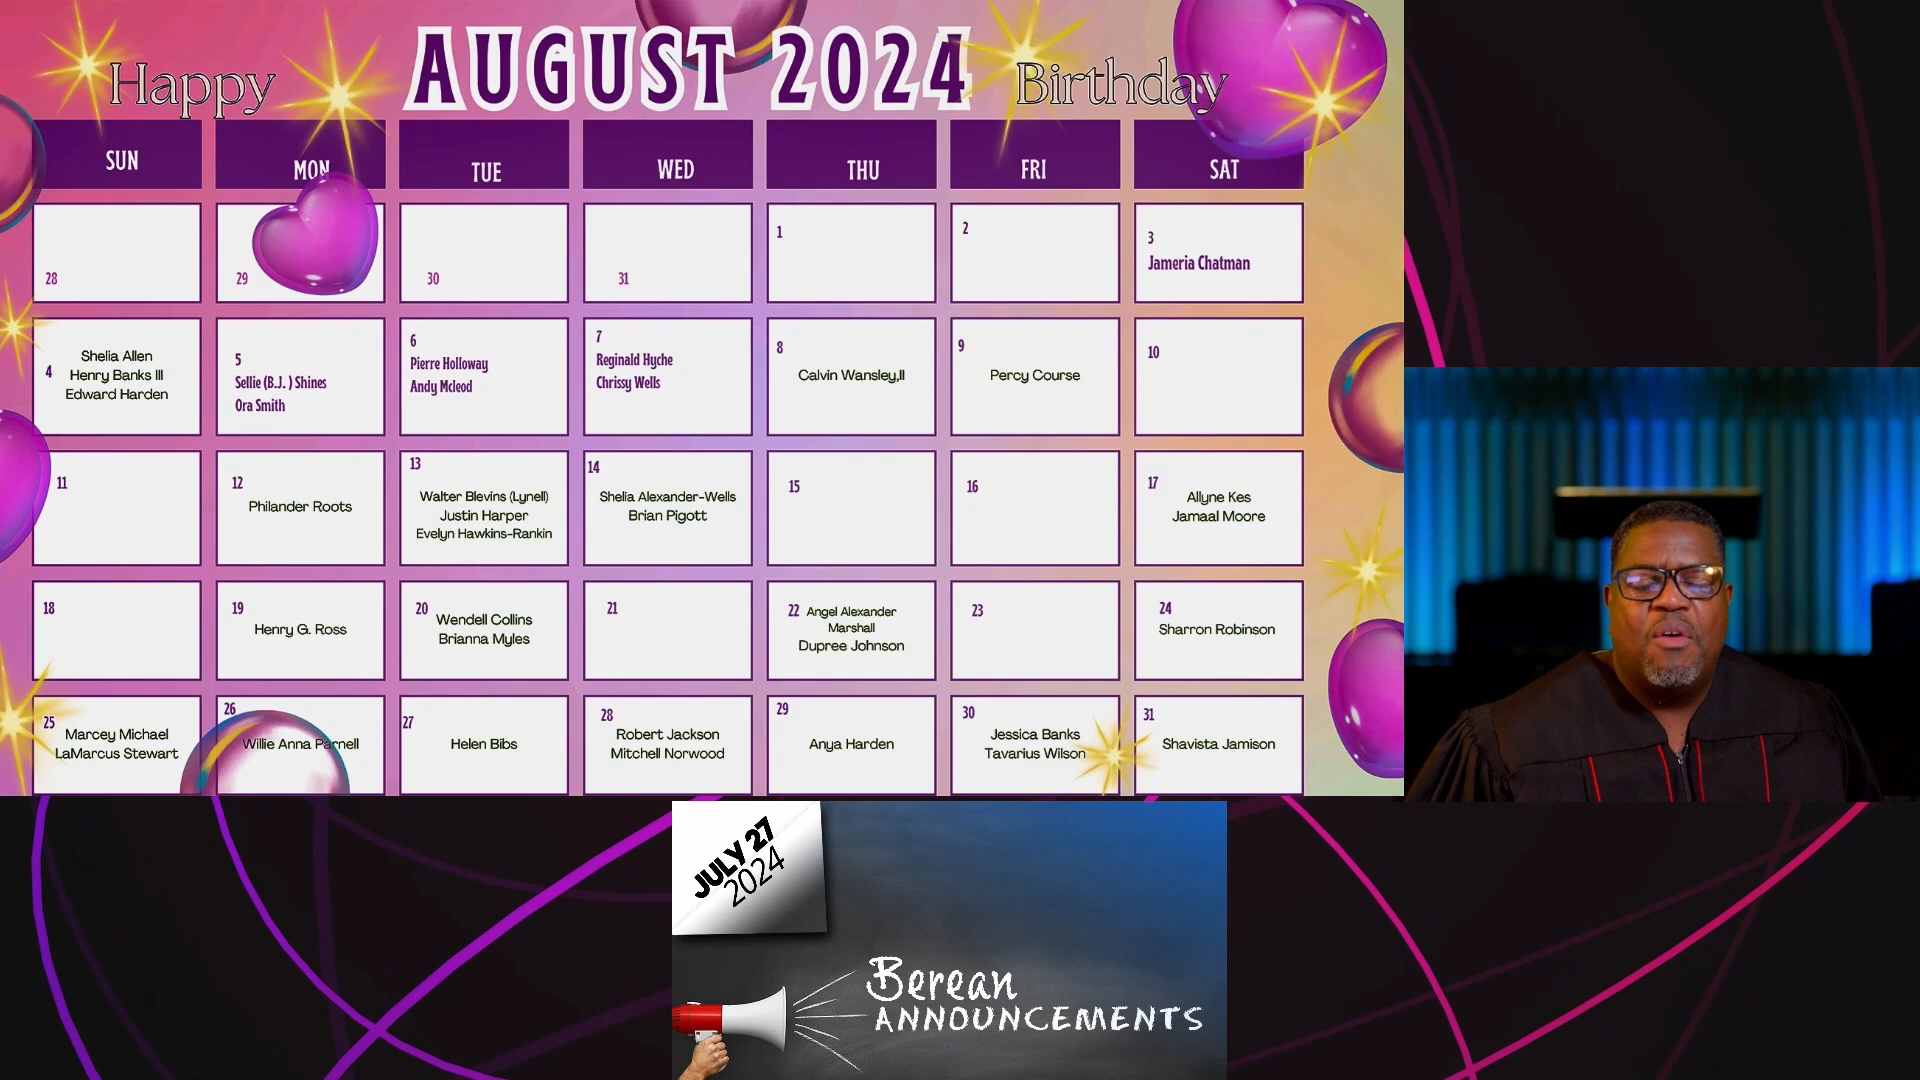 Happy
AUGUST 2024
Birthday
SUN
MON
TUE
WED
THU
FRI
SAT
28
29
30
31
1
2
3
Jameria Chatman
4
Shelia Allen
Henry Banks III
Edward Harden
5
Sellie (B.J. ) Shines
Ora Smith
6
Pierre Holloway
Andy Mcleod
7
Reginald Hyche
Chrissy Wells
8
Calvin Wansley,II
9
Percy Course
10
11
12
Philander Roots
13
Walter Blevins (Lynell)
Justin Harper
Evelyn Hawkins-Rankin
14
Shelia Alexander-Wells
Brian Pigott
15
16
17
Allyne Kes
Jamaal Moore
18
19
Henry G. Ross
20
Wendell Collins
Brianna Myles
21
22 Angel Alexander
Marshall
Dupree Johnson
23
24
Sharron Robinson
25
Marcey Michael
LaMarcus Stewart
26
Willie Anna Parnell
27
Helen Bibs
28
Robert Jackson
Mitchell Norwood
29
Anya Harden
30
Jessica Banks
Tavarius Wilson
31
Shavista Jamison
JULY 27
2024
Berean
ANNOUNCEMENTS